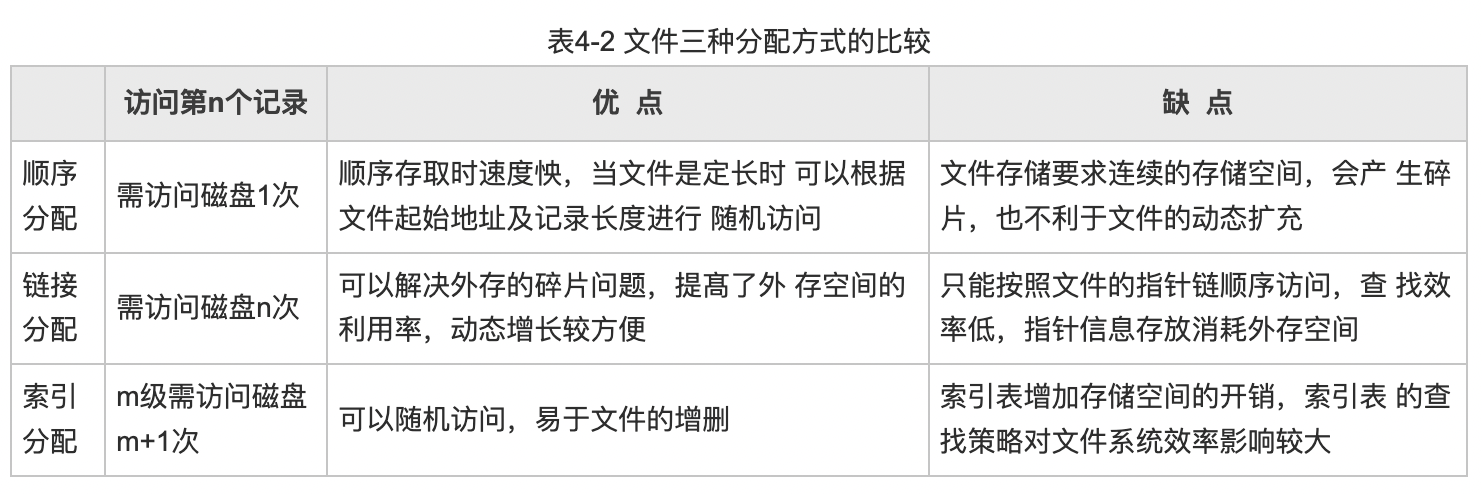 表4-2 文件三种分配方式的比较
访问第n个记录
优 点
缺 点
顺序
分配
需访问磁盘1次
顺序存取时速度怏，当文件是定长时 可以根据
文件起始地址及记录长度进行 随机访问
文件存储要求连续的存储空间，会产 生碎
片，也不利于文件的动态扩充
链接
分配
需访问磁盘n次
可以解决外存的碎片问题，提髙了外 存空间的
利用率，动态增长较方便
只能按照文件的指针链顺序访问，查 找效
率低，指针信息存放消耗外存空间
索引
分配
m级需访问磁盘
m+1次
可以随机访问，易于文件的增删
索引表增加存储空间的开销，索引表 的查
找策略对文件系统效率影响较大